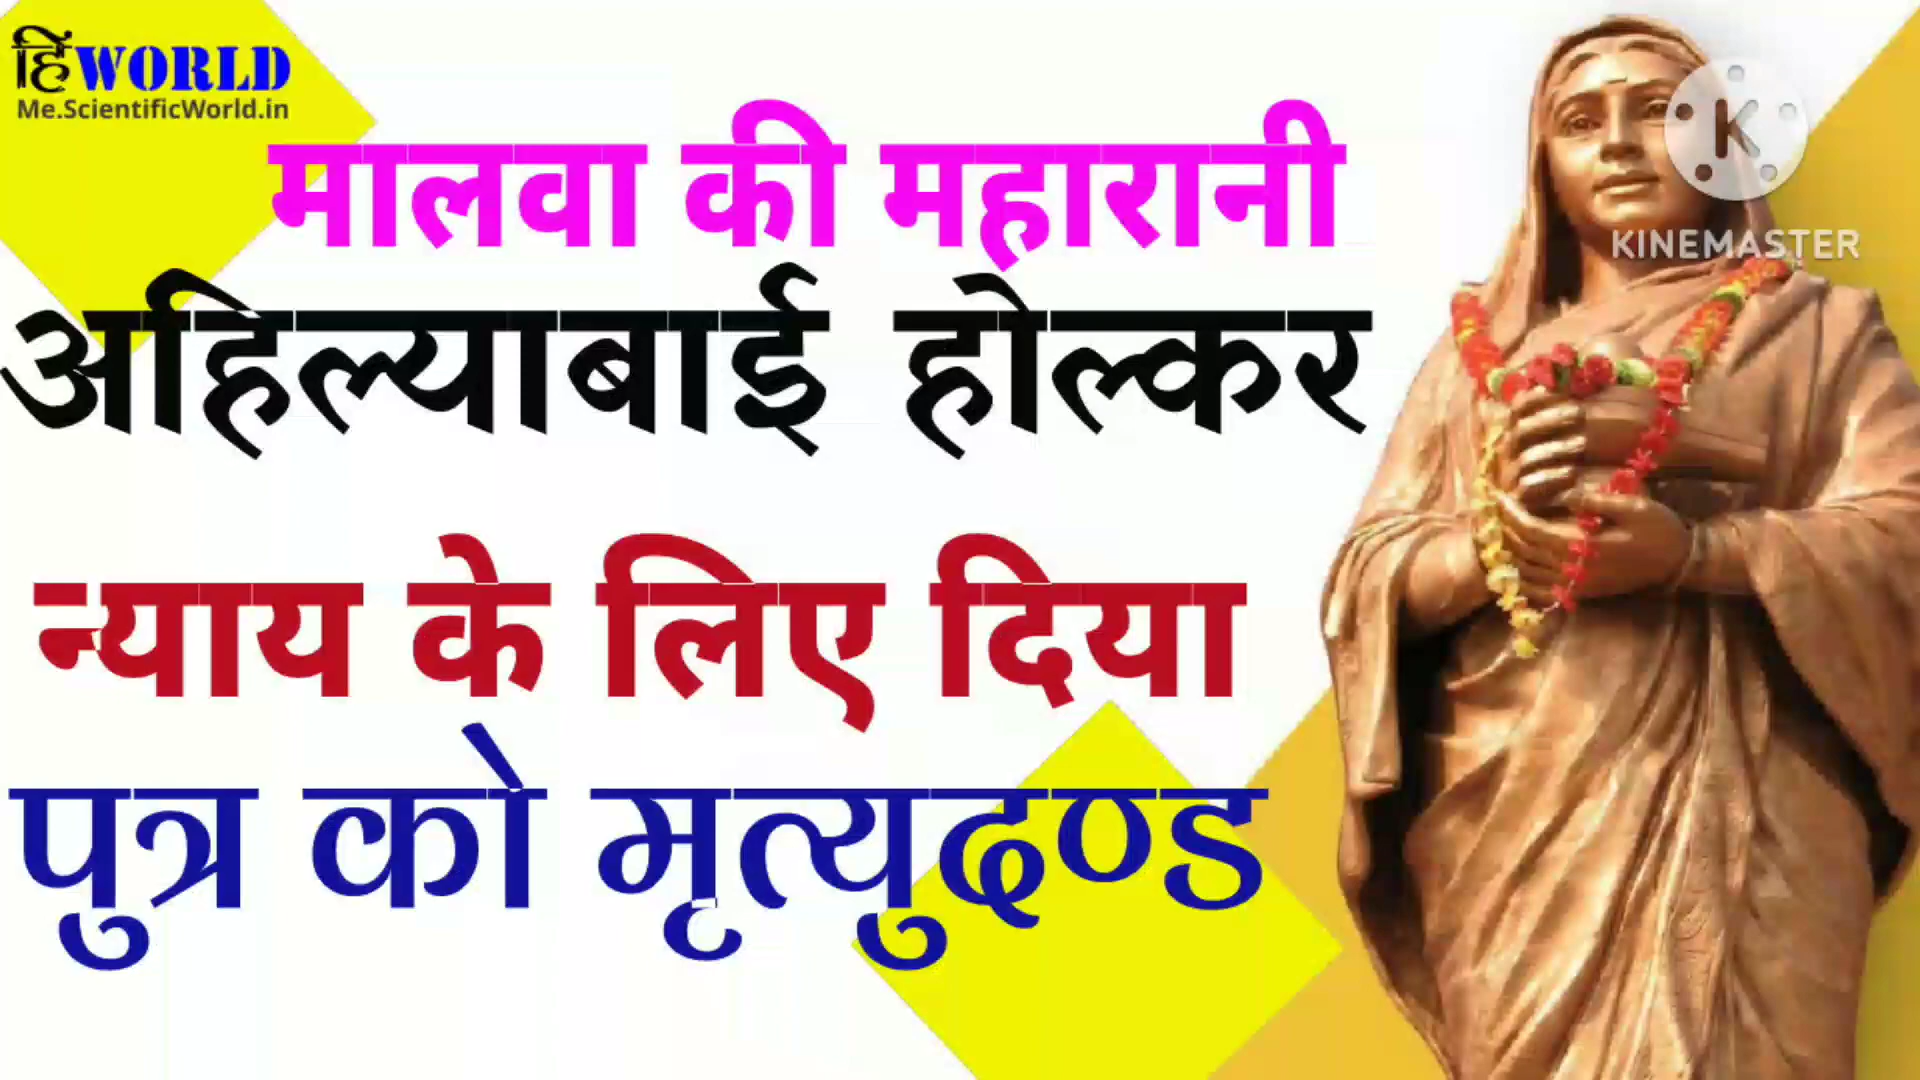 हिंWORLD
Me.ScientificWorld.in
मालवा की महारानी
अहिल्याबाई होल्कर
न्याय के लिए दिया
पुत्र को मृत्युदण्ड
K
KINEMASTER